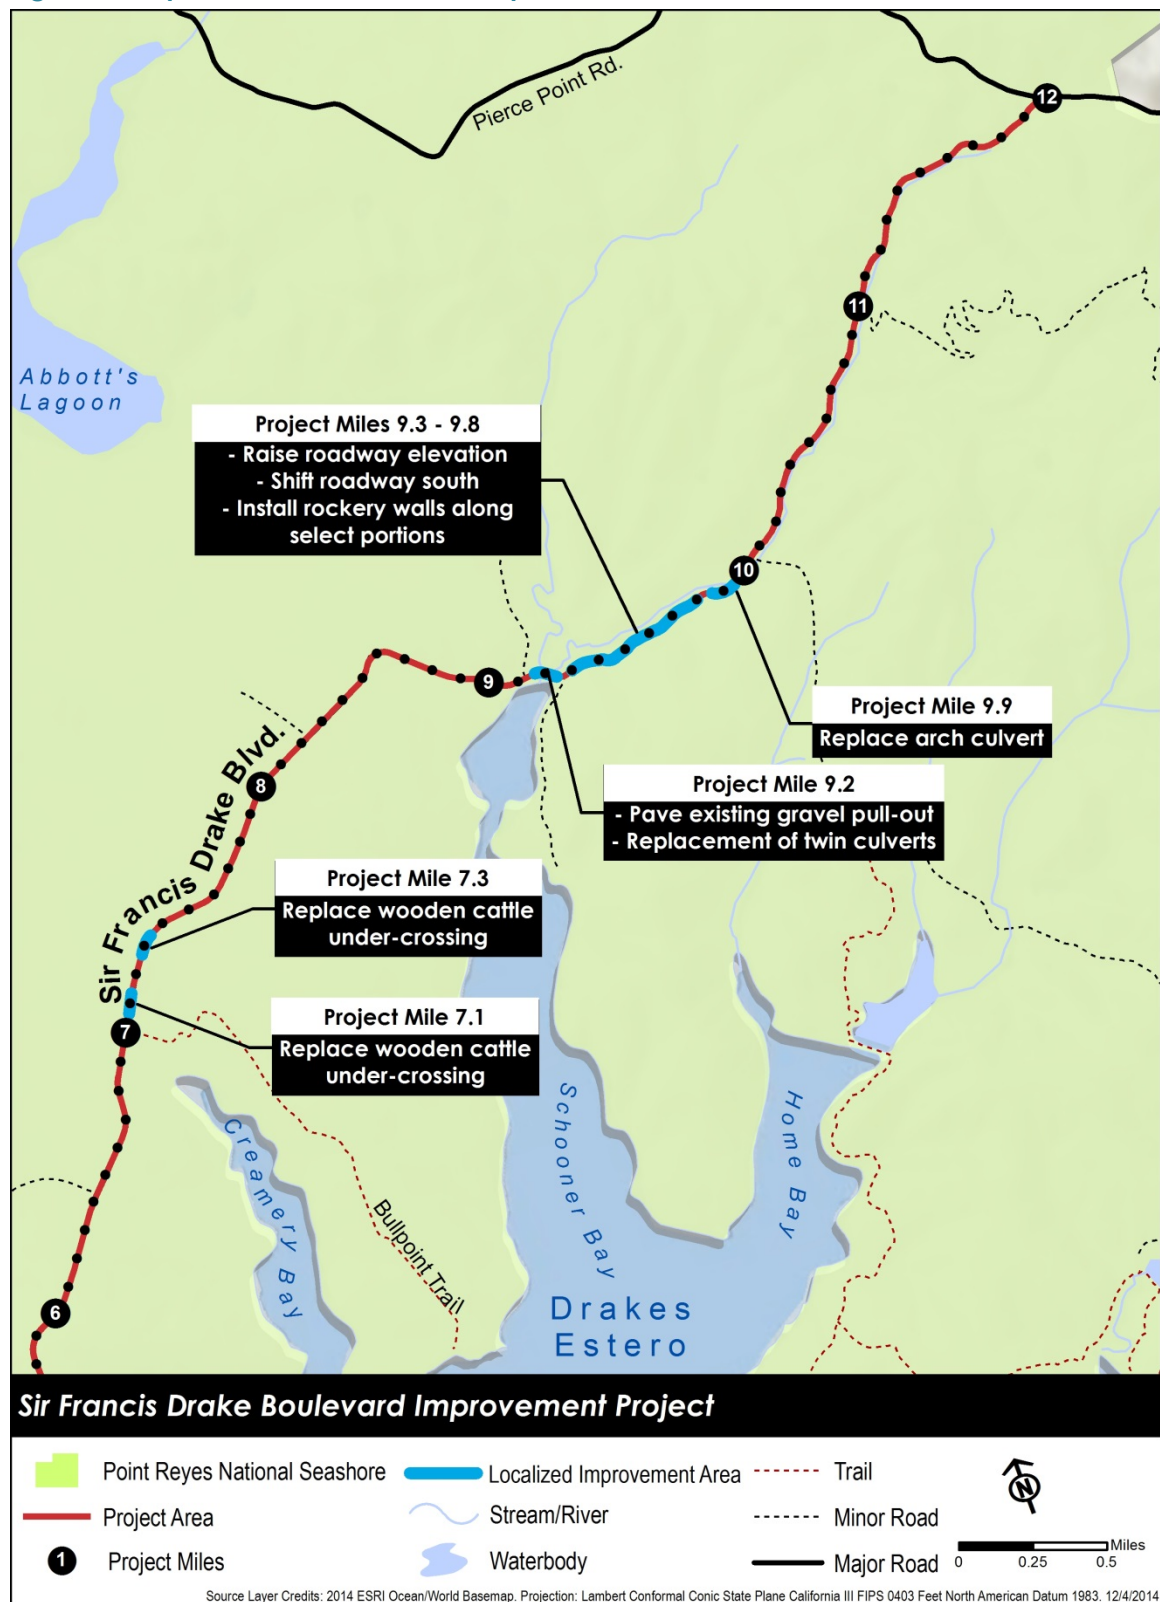 Pierce Point Rd.
12
11
Abbott's
Lagoon
Project Miles 9.3 - 9.8
- Raise roadway elevation
- Shift roadway south
- Install rockery walls along
select portions
10
9
Project Mile 9.9
Replace arch culvert
Project Mile 9.2
- Pave existing gravel pull-out
- Replacement of twin culverts
8
Sir Francis Drake Blvd.
Project Mile 7.3
Replace wooden cattle
under-crossing
Project Mile 7.1
Replace wooden cattle
under-crossing
7
Creamery Bay
Bullpoint Trail
Schooner Bay
Home Bay
6
Drakes
Estero
Sir Francis Drake Boulevard Improvement Project
Point Reyes National Seashore
Localized Improvement Area
Trail
Project Area
Stream/River
Minor Road
1
Project Miles
Waterbody
Major Road
N
Miles
0
0.25
0.5
Source Layer Credits: 2014 ESRI Ocean/World Basemap. Projection: Lambert Conformal Conic State Plane California III FIPS 0403 Feet North American Datum 1983. 12/4/2014